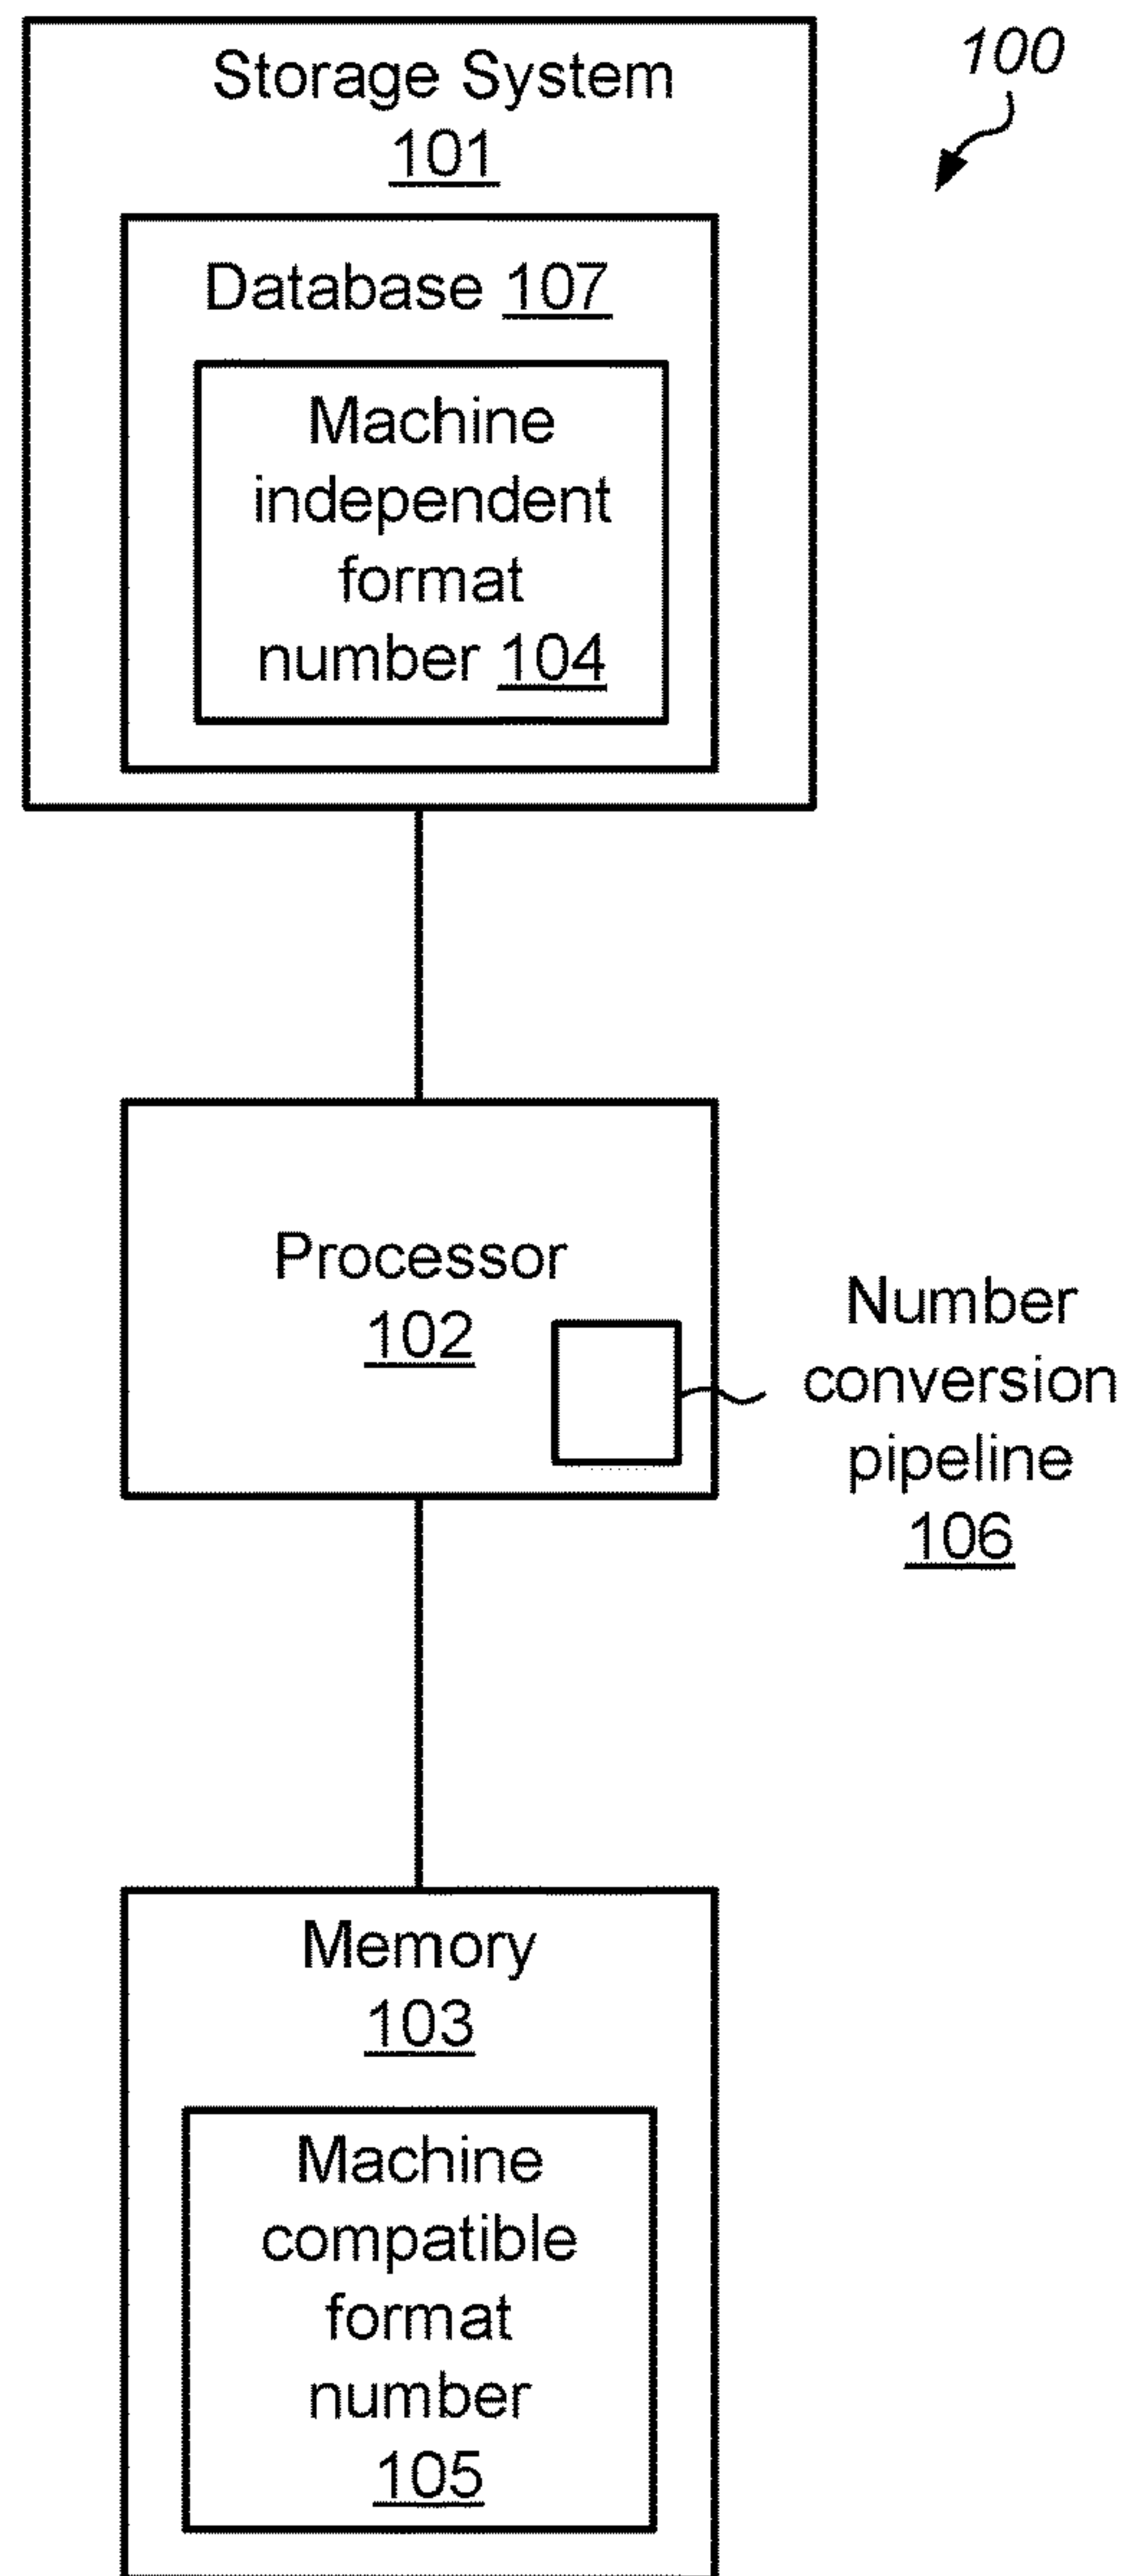 100
Storage System
101
Database 107
Machine
independent
format
number 104
Processor
102
Number
conversion
pipeline
106
Memory
103
Machine
compatible
format
number
105